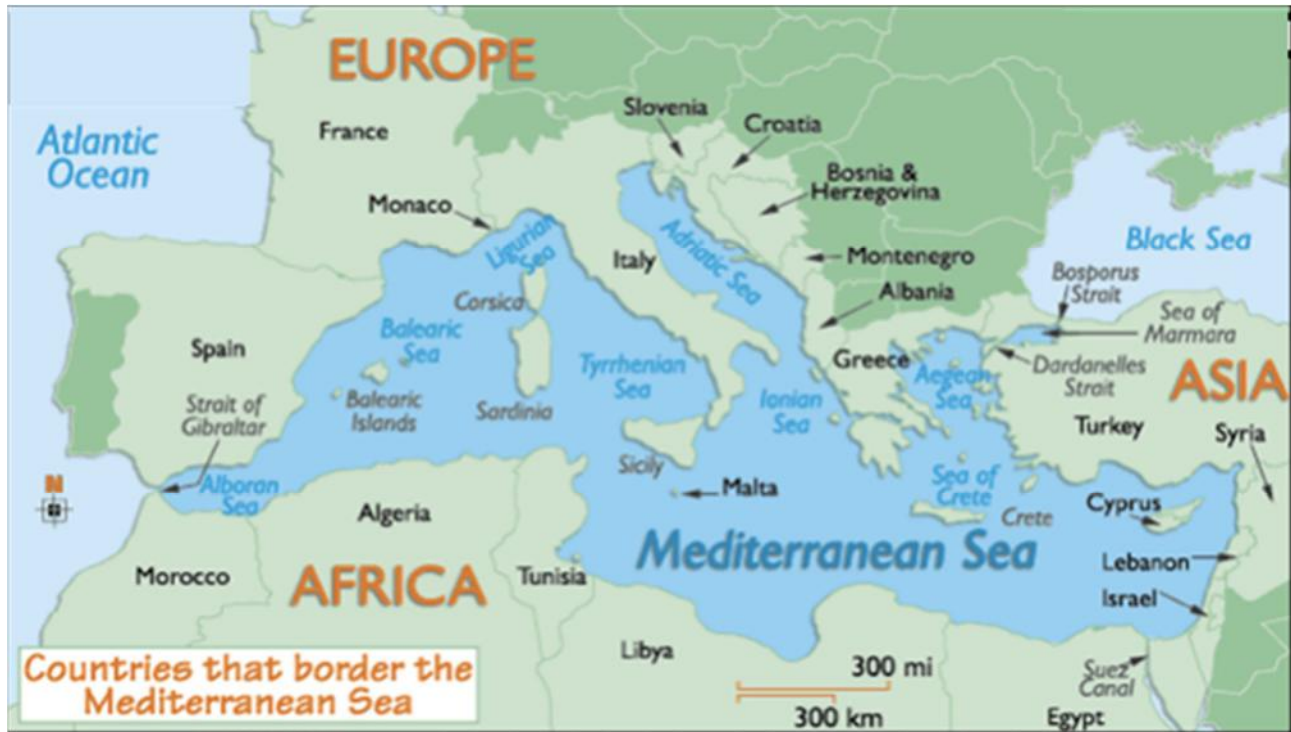 EUROPE
Slovenia
Croatia
France
Atlantic
Ocean
Bosnia &
Herzegovina
Monaco
Ligurian
Sea
Adriatic Sea
Black Sea
Italy
Montenegro
Bosporus
Strait
Corsica
Albania
Sea of
Marmara
Balearic
Sea
Spain
Tyrrhenian
Sea
Greece
Aegean
Sea
Dardanelles
Strait
ASIA
Strait of
Gibraltar
Balearic
Islands
Sardinia
Ionian
Sea
Turkey
Syria
Sicily
Sea of
Crete
N
Alboran
Sea
Malta
Cyprus
Algeria
Crete
Mediterranean Sea
Lebanon
Morocco
AFRICA
Tunisia
Israel
Countries that border the
Mediterranean Sea
Libya
300 mi
300 km
Suez
Canal
Egypt